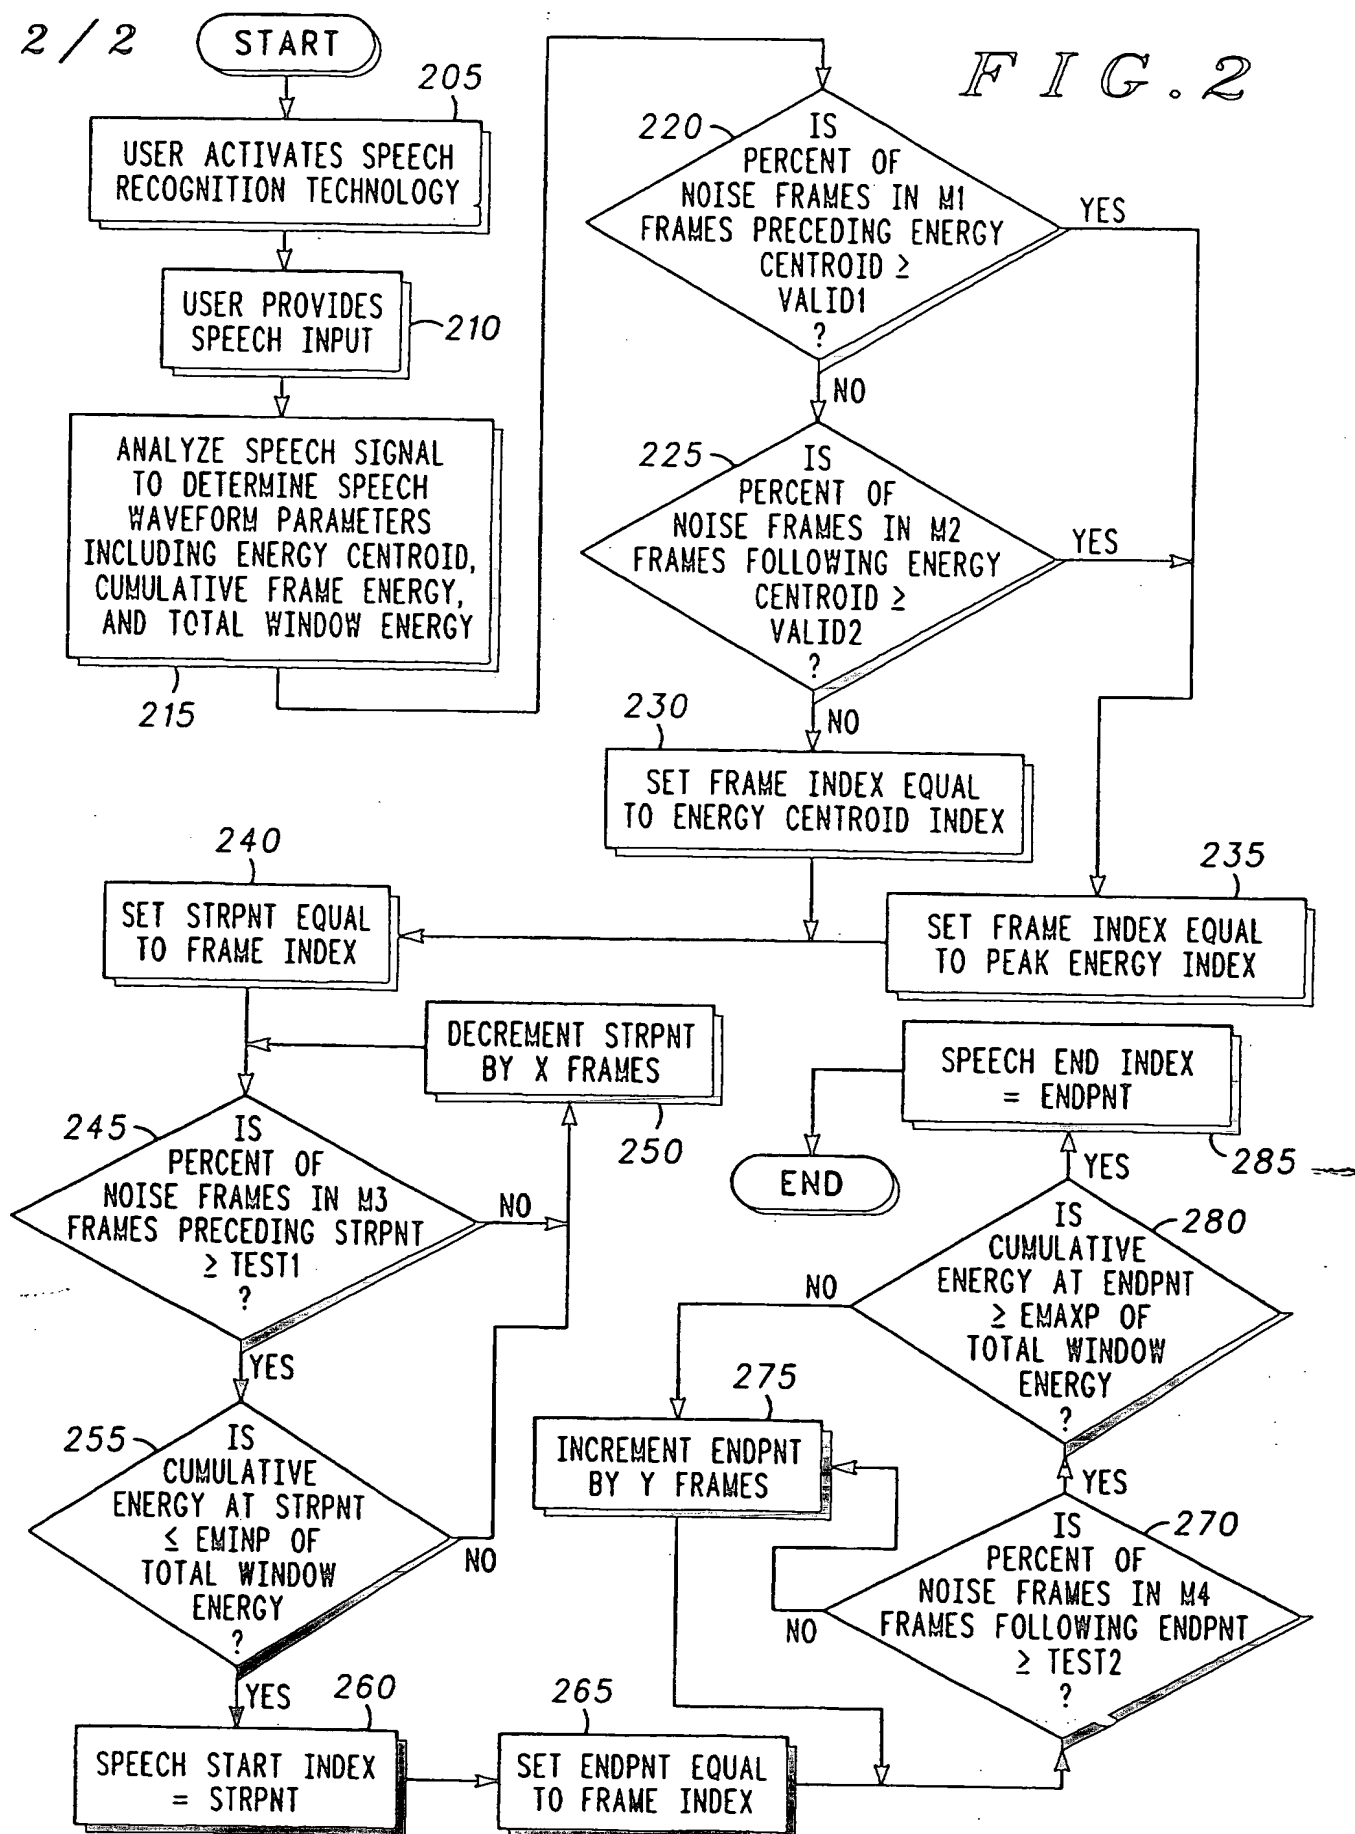 2/2
START
FIG.2
205
USER ACTIVATES SPEECH
RECOGNITION TECHNOLOGY
USER PROVIDES
SPEECH INPUT
210
ANALYZE SPEECH SIGNAL
TO DETERMINE SPEECH
WAVEFORM PARAMETERS
INCLUDING ENERGY CENTROID,
CUMULATIVE FRAME ENERGY,
AND TOTAL WINDOW ENERGY
215
220
IS
PERCENT OF
NOISE FRAMES IN M1
FRAMES PRECEDING ENERGY
CENTROID ≥
VALID1
?
YES
NO
225
IS
PERCENT OF
NOISE FRAMES IN M2
FRAMES FOLLOWING ENERGY
CENTROID ≥
VALID2
?
YES
NO
230
SET FRAME INDEX EQUAL
TO ENERGY CENTROID INDEX
235
SET FRAME INDEX EQUAL
TO PEAK ENERGY INDEX
240
SET STRPNT EQUAL
TO FRAME INDEX
DECREMENT STRPNT
BY X FRAMES
250
245
IS
PERCENT OF
NOISE FRAMES IN M3
FRAMES PRECEDING STRPNT
≥ TEST1
?
NO
YES
255
IS
CUMULATIVE
ENERGY AT STRPNT
≤ EMINP OF
TOTAL WINDOW
ENERGY
?
NO
YES
260
SPEECH START INDEX
= STRPNT
265
SET ENDPNT EQUAL
TO FRAME INDEX
270
IS
PERCENT OF
NOISE FRAMES IN M4
FRAMES FOLLOWING ENDPNT
≥ TEST2
?
NO
YES
275
INCREMENT ENDPNT
BY Y FRAMES
280
IS
CUMULATIVE
ENERGY AT ENDPNT
≥ EMAXP OF
TOTAL WINDOW
ENERGY
?
NO
YES
SPEECH END INDEX
= ENDPNT
285
END